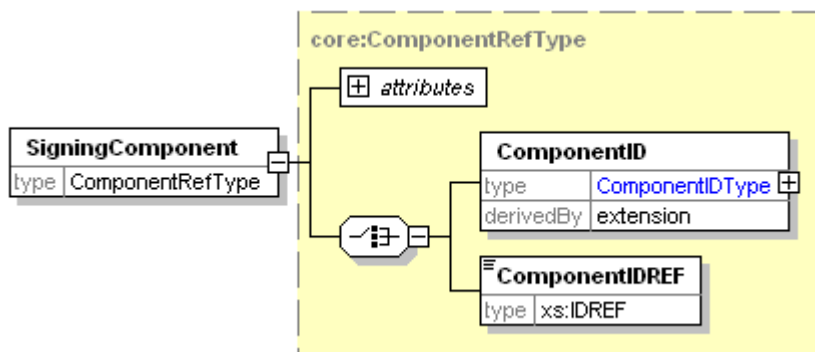 core:ComponentRefType
attributes
SigningComponent
type ComponentRefType
ComponentID
type ComponentIDType
derivedBy extension
ComponentIDREF
type xs:IDREF